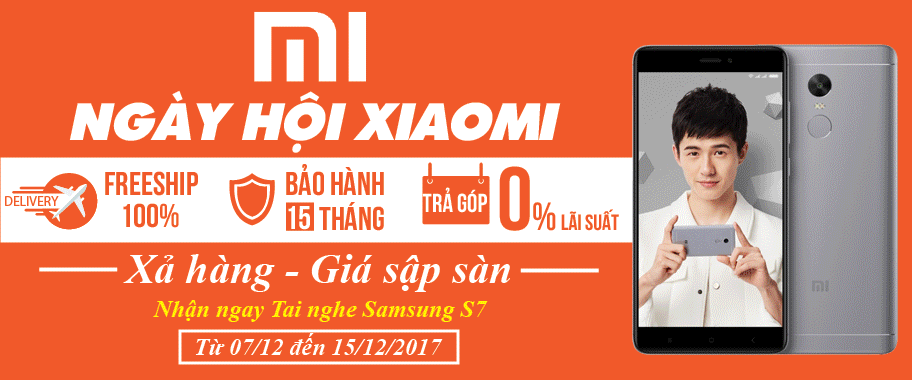 MI
NGÀY HỘI XIAOMI
DELIVERY
FREESHIP
100%
BẢO HÀNH
15 THÁNG
TRẢ GÓP
0% LÃI SUẤT
Xả hàng - Giá sập sàn
Nhận ngay Tai nghe Samsung S7
Từ 07/12 đến 15/12/2017
MI